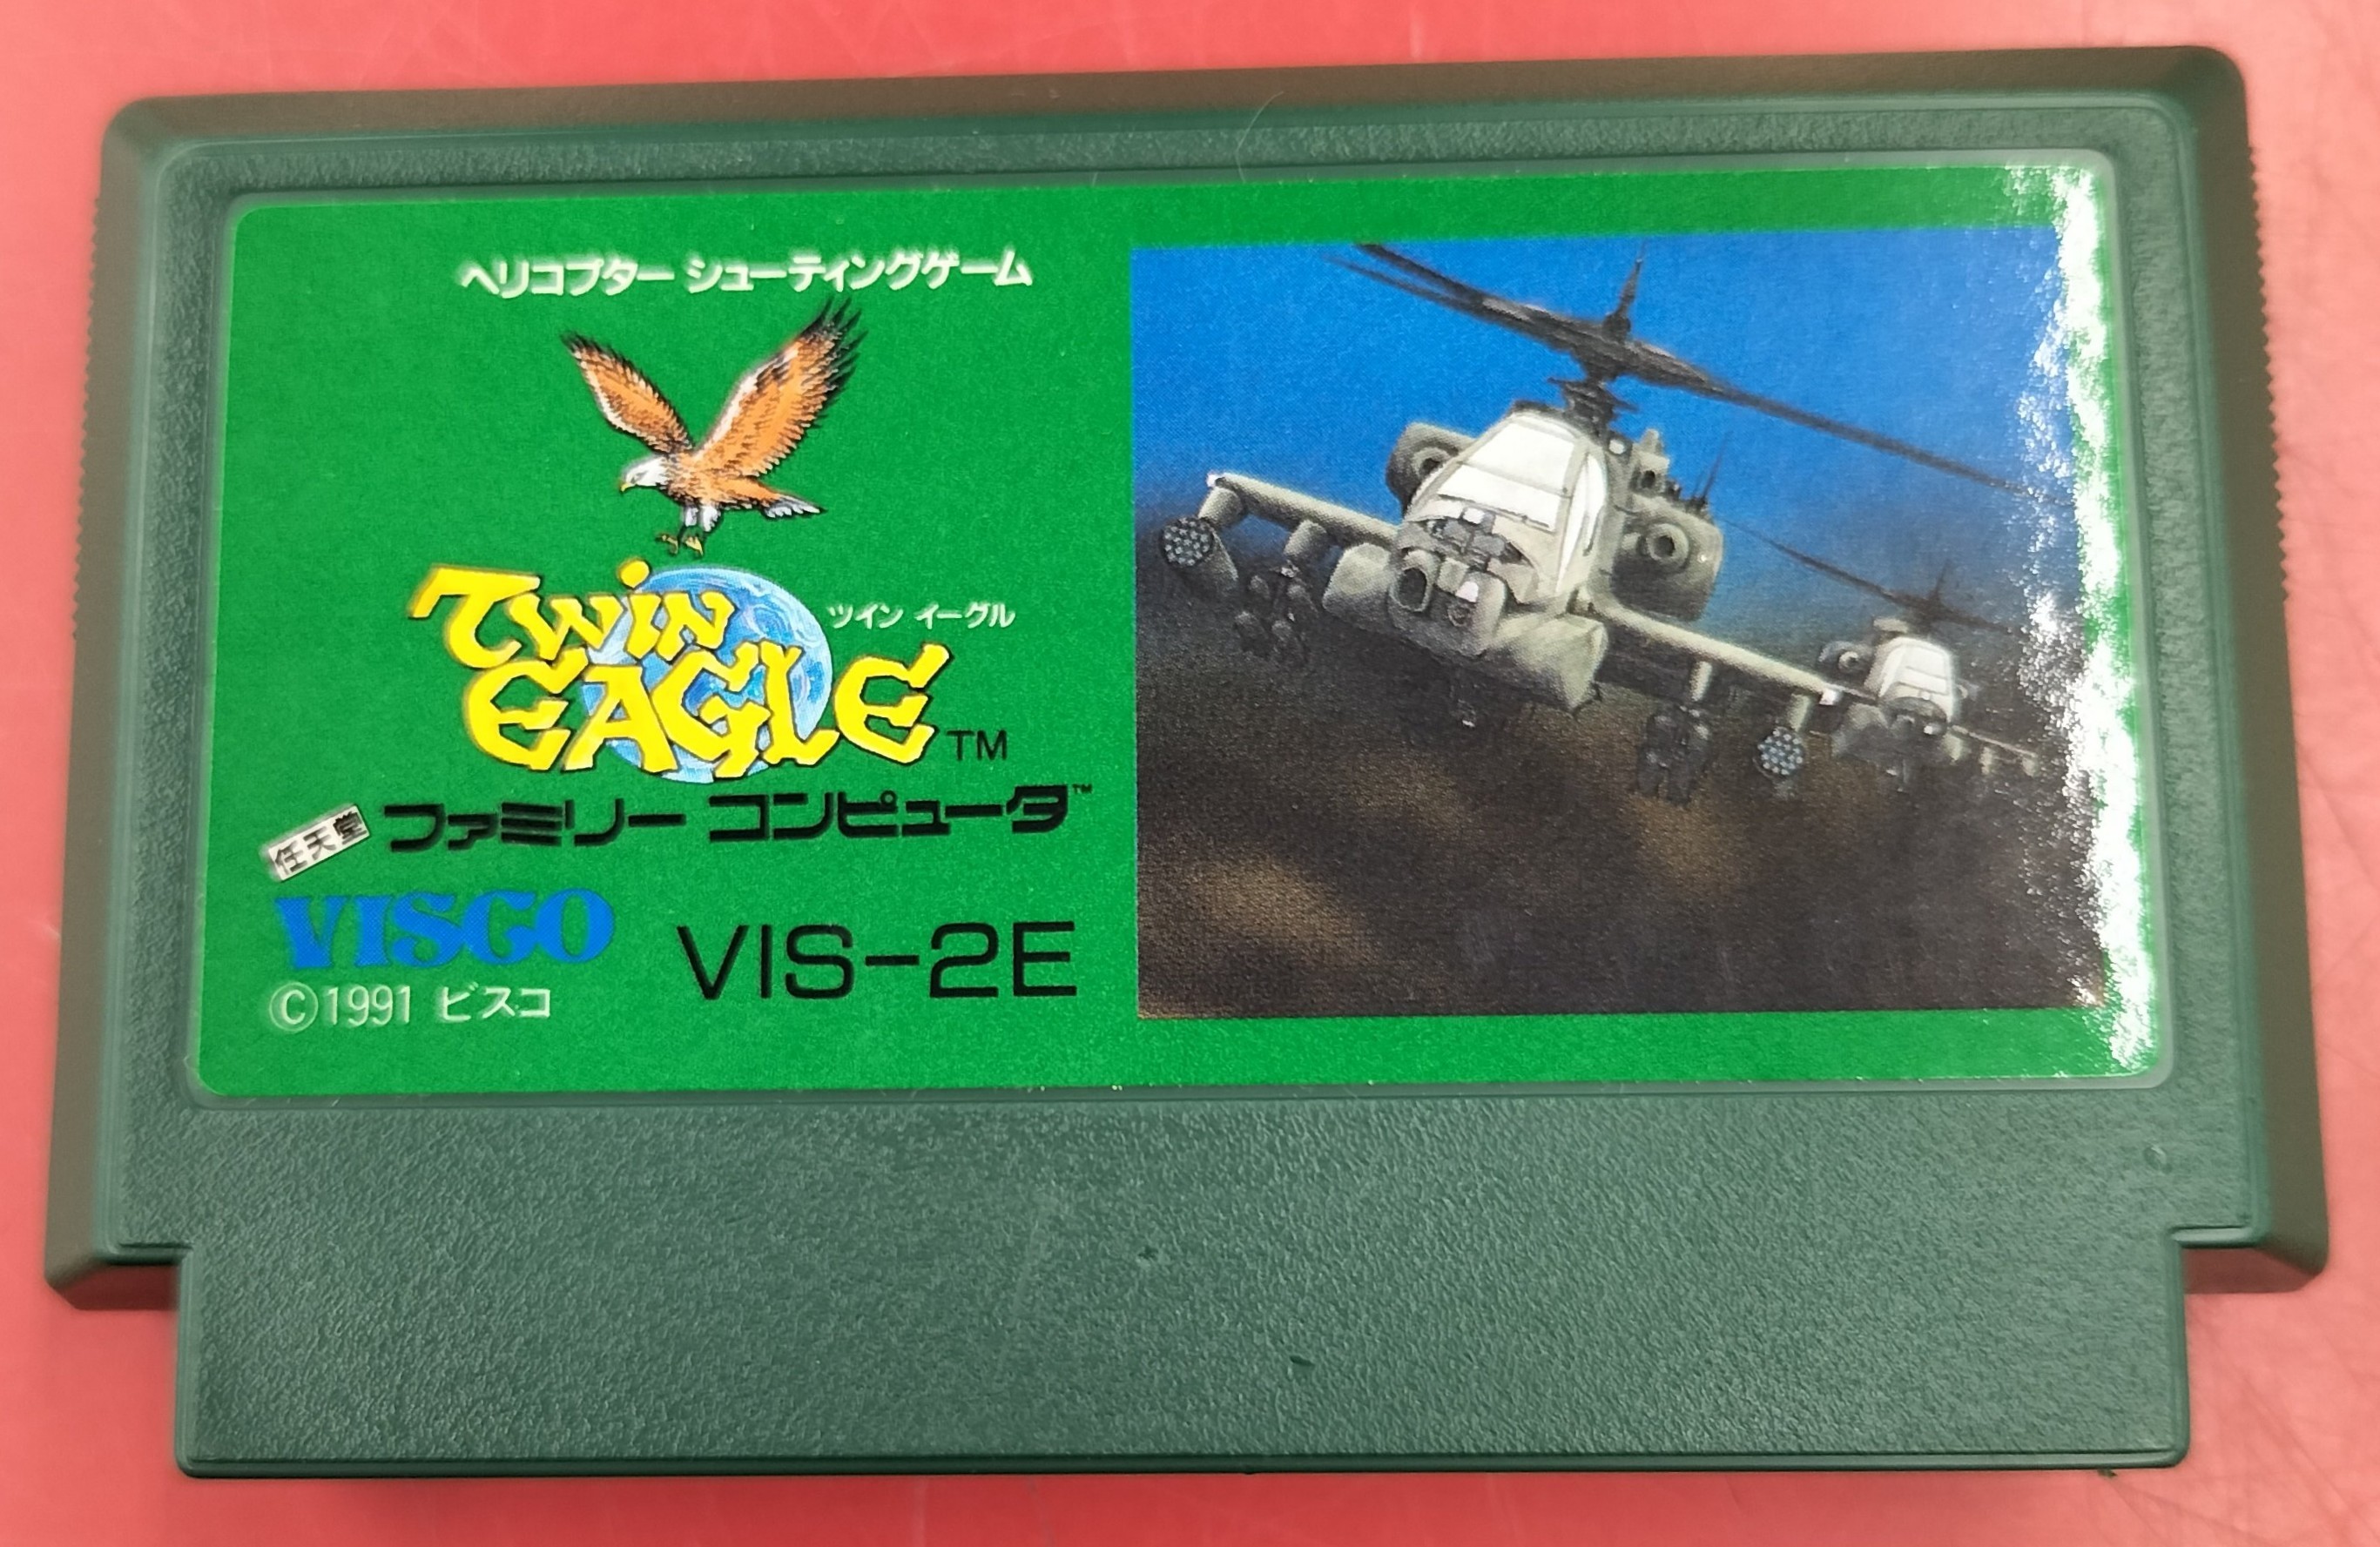 ヘリコプター シューティングゲーム
TWiN
ツイン イーグル
EAGLE TM
任天堂 ファミリー コンピュータ™
VISCO
VIS-2E
©1991 ビスコ